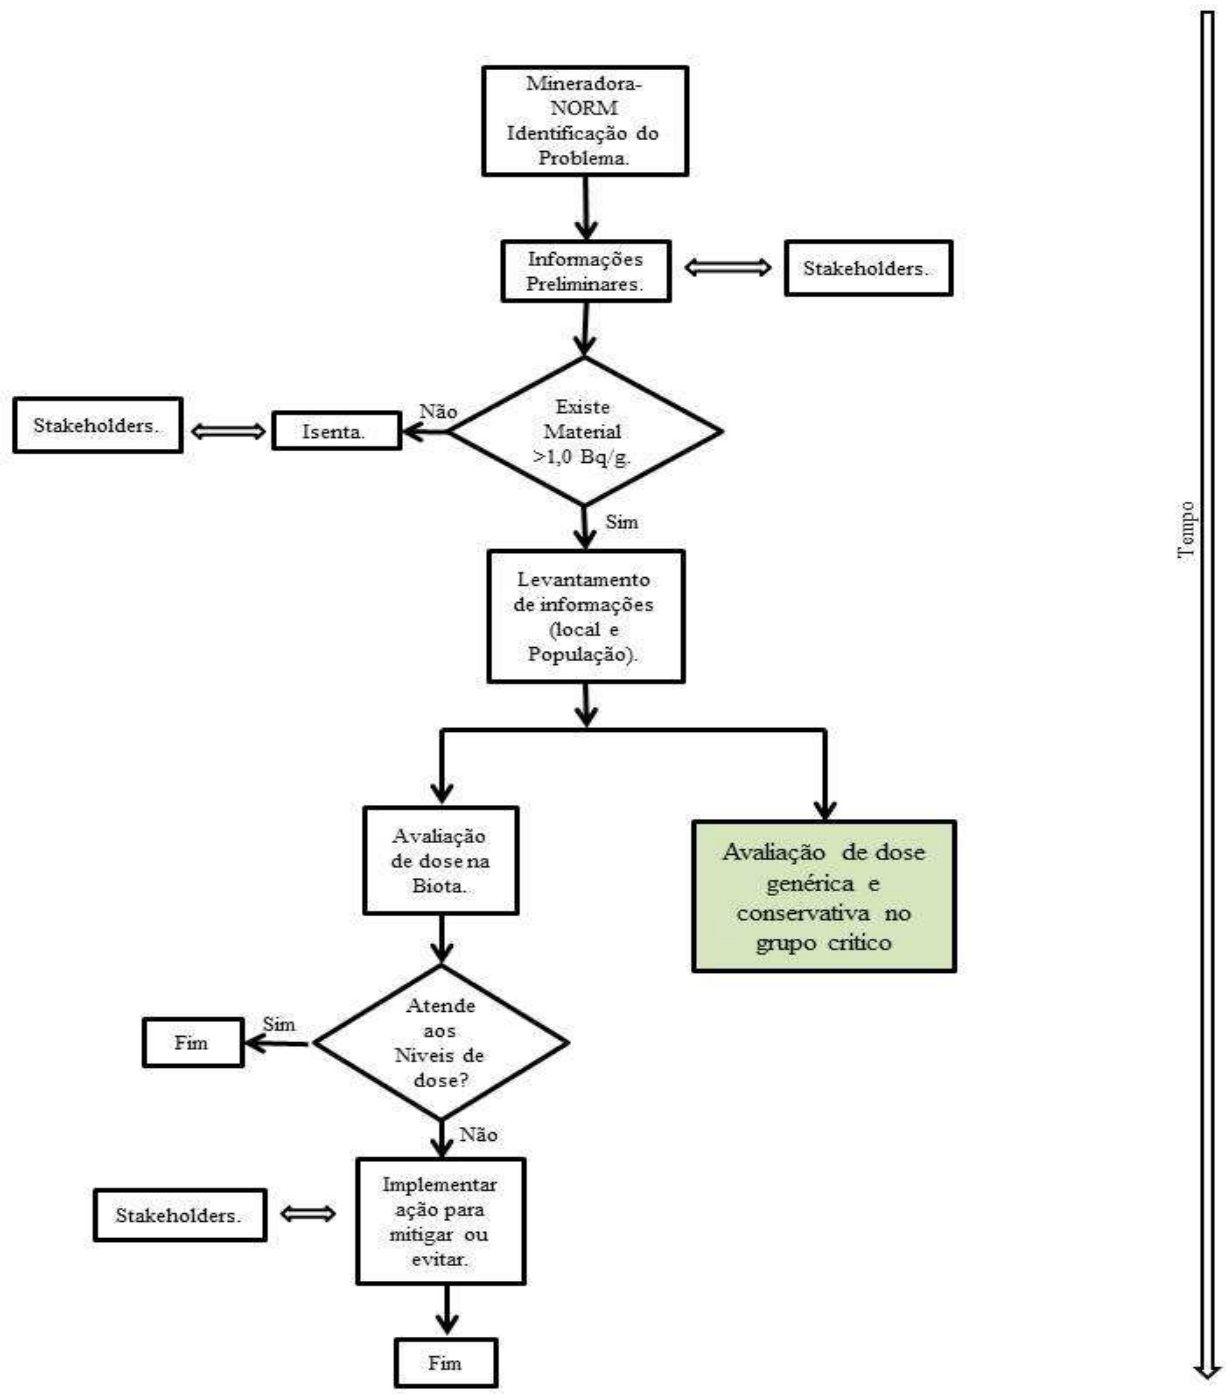 Mineradora-
NORM
Identificação do
Problema.
Informações
Preliminares.
Stakeholders.
Existe
Material
>1,0 Bq/g.
Não
Isenta.
Stakeholders.
Sim
Tempo
Levantamento
de informações
(local e
População).
Avaliação
de dose na
Biota.
Avaliação de dose
genérica e
conservativa no
grupo critico
Atende
aos
Niveis de
dose?
Sim
Fim
Não
Implementar
ação para
mitigar ou
evitar.
Stakeholders.
Fim